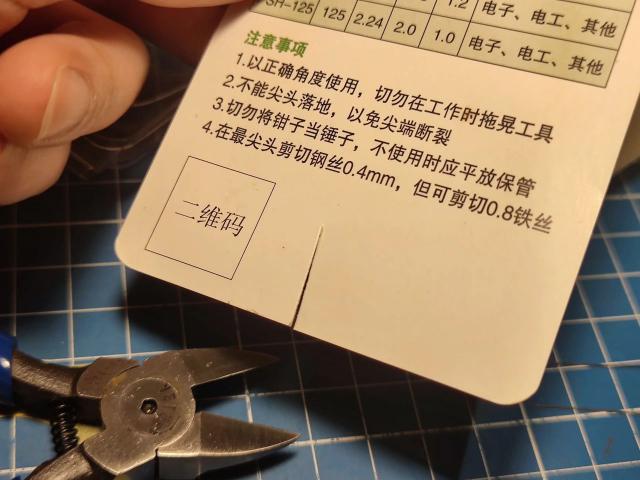 1.2 电子、电工、其他
SH-125 125 2.24 2.0 1.0 电子、电工、其他
注意事项
1.以正确角度使用，切勿在工作时拖晃工具
2.不能尖头落地，以免尖端断裂
3.切勿将钳子当锤子，不使用时应平放保管
4.在最尖头剪切钢丝0.4mm，但可剪切0.8铁丝
二维码